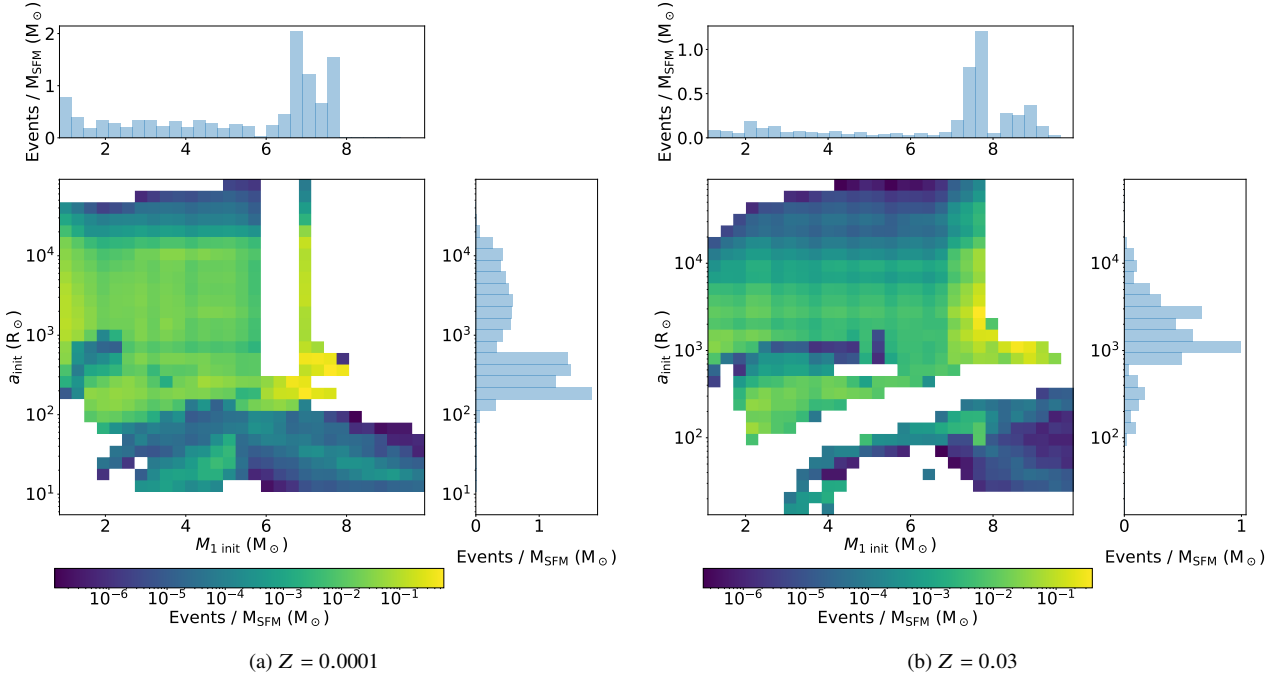 Events / M_SFM (M_⊙)
2
1
0
2 4 6 8
a_init (R_⊙)
10^4
10^3
10^2
10^1
2 4 6 8
M_1 init (M_⊙)
10^4
10^3
10^2
10^1
0 1
Events / M_SFM (M_⊙)
10^−6 10^−5 10^−4 10^−3 10^−2 10^−1
Events / M_SFM (M_⊙)
(a) Z = 0.0001
Events / M_SFM (M_⊙)
1.0
0.5
0.0
2 4 6 8
a_init (R_⊙)
10^4
10^3
10^2
2 4 6 8
M_1 init (M_⊙)
10^4
10^3
10^2
0 1
Events / M_SFM (M_⊙)
10^−6 10^−5 10^−4 10^−3 10^−2 10^−1
Events / M_SFM (M_⊙)
(b) Z = 0.03